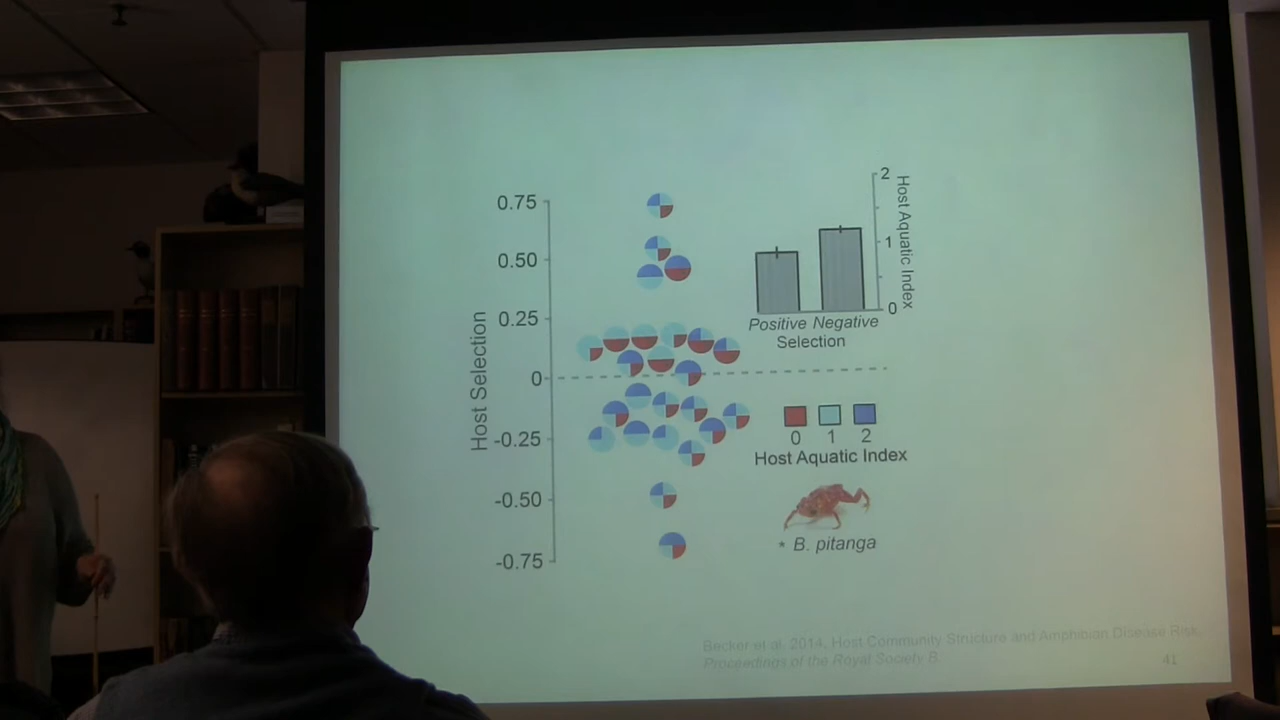 0.75
0.50
0.25
0
-0.25
-0.50
-0.75
Host Selection
2
1
0
Host Aquatic Index
Positive Negative
Selection
0 1 2
Host Aquatic Index
* B. pitanga
Becker et al. 2014, Host Community Structure and Amphibian Disease Risk,
Proceedings of the Royal Society B.
41